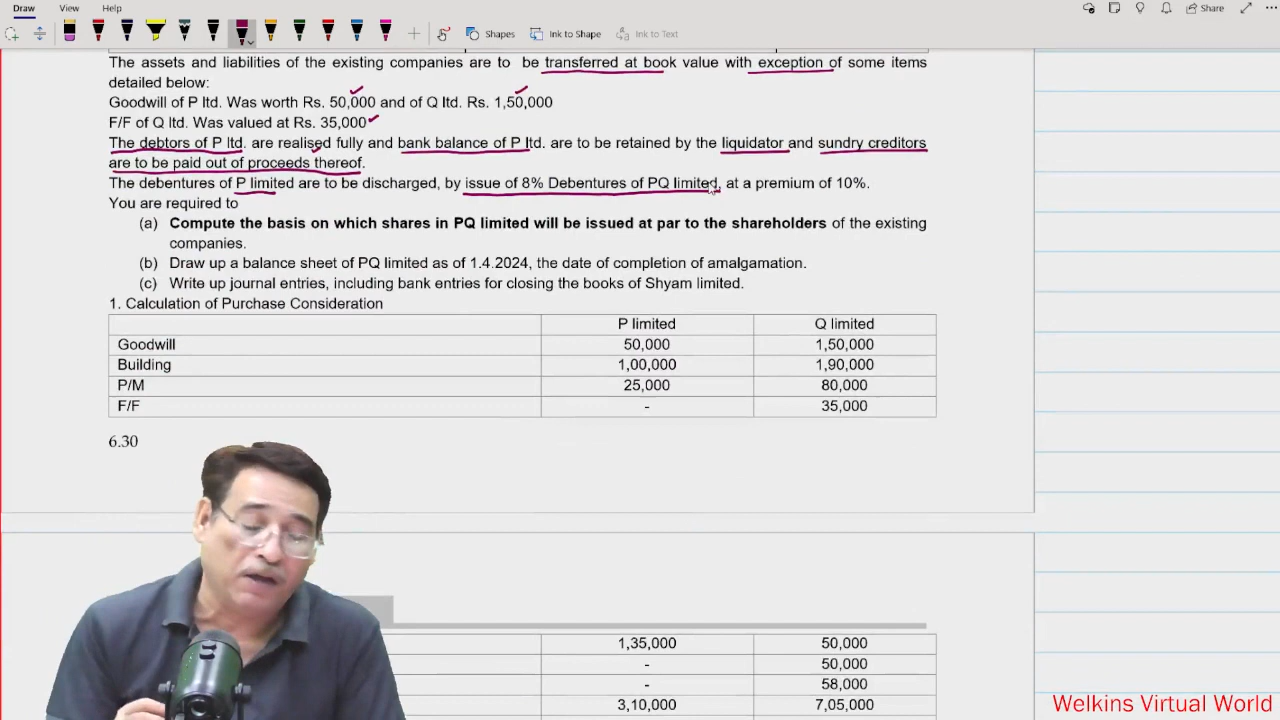 Draw View Help
Share
Shapes Ink to Shape Ink to Text
The assets and liabilities of the existing companies are to be transferred at book value with exception of some items
detailed below:
Goodwill of P ltd. Was worth Rs. 50,000 and of Q ltd. Rs. 1,50,000
F/F of Q ltd. Was valued at Rs. 35,000
The debtors of P ltd. are realised fully and bank balance of P ltd. are to be retained by the liquidator and sundry creditors
are to be paid out of proceeds thereof.
The debentures of P limited are to be discharged, by issue of 8% Debentures of PQ limited, at a premium of 10%.
You are required to
(a) Compute the basis on which shares in PQ limited will be issued at par to the shareholders of the existing
companies.
(b) Draw up a balance sheet of PQ limited as of 1.4.2024, the date of completion of amalgamation.
(c) Write up journal entries, including bank entries for closing the books of Shyam limited.
1. Calculation of Purchase Consideration
P limited Q limited
Goodwill 50,000 1,50,000
Building 1,00,000 1,90,000
P/M 25,000 80,000
F/F - 35,000
6.30
1,35,000 50,000
- 50,000
- 58,000
3,10,000 7,05,000
Welkins Virtual World